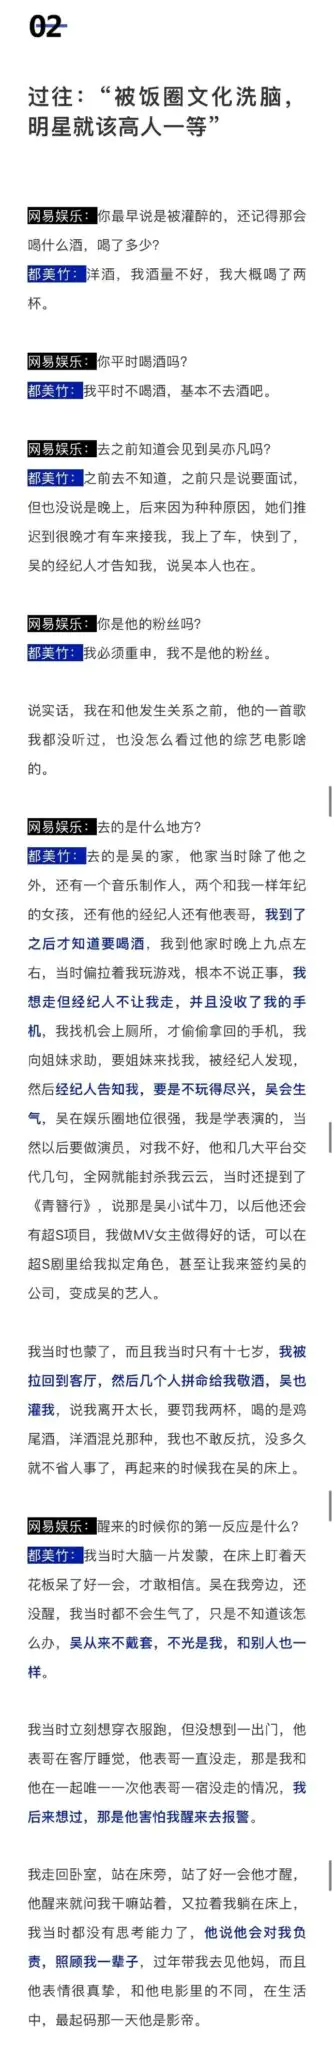 02
过往：“被饭圈文化洗脑，
明星就该高人一等”
网易娱乐：你最早说是被灌醉的，还记得那会
喝什么酒，喝了多少？
都美竹：洋酒，我酒量不好，我大概喝了两
杯。
网易娱乐：你平时喝酒吗？
都美竹：我平时不喝酒，基本不去酒吧。
网易娱乐：去之前知道会见到吴亦凡吗？
都美竹：之前去不知道，之前只是说要面试，
但也没说是晚上，后来因为种种原因，她们推
迟到很晚才有车来接我，我上了车，快到了，
吴的经纪人才告知我，说吴本人也在。
网易娱乐：你是他的粉丝吗？
都美竹：我必须重申，我不是他的粉丝。
说实话，我在和他发生关系之前，他的一首歌
我都没听过，也没怎么看过他的综艺电影啥
的。
网易娱乐：去的是什么地方？
都美竹：去的是吴的家，他家当时除了他之
外，还有一个音乐制作人，两个和我一样年纪
的女孩，还有他的经纪人还有他表哥，我到了
之后才知道要喝酒，我到他家时晚上九点左
右，当时偏拉着我玩游戏，根本不说正事，我
想走但经纪人不让我走，并且没收了我的手
机，我找机会上厕所，才偷偷拿回的手机，我
向姐妹求助，要姐妹来找我，被经纪人发现，
然后经纪人告知我，要是不玩得尽兴，吴会生
气，吴在娱乐圈地位很强，我是学表演的，当
然以后要做演员，对我不好，他和几大平台交
代几句，全网就能封杀我云云，当时还提到了
《青簪行》，说那是吴小试牛刀，以后他还会
有超S项目，我做MV女主做得好的话，可以在
超S剧里给我拟定角色，甚至让我来签约吴的
公司，变成吴的艺人。
我当时也蒙了，而且我当时只有十七岁，我被
拉回到客厅，然后几个人拼命给我敬酒，吴也
灌我，说我离开太长，要罚我两杯，喝的是鸡
尾酒，洋酒混兑那种，我也不敢反抗，没多久
就不省人事了，再起来的时候我在吴的床上。
网易娱乐：醒来的时候你的第一反应是什么？
都美竹：我当时大脑一片发蒙，在床上盯着天
花板呆了好一会，才敢相信。吴在我旁边，还
没醒，我当时都不会生气了，只是不知道该怎
么办，吴从来不戴套，不光是我，和别人也一
样。
我当时立刻想穿衣服跑，但没想到一出门，他
表哥在客厅睡觉，他表哥一直没走，那是我和
他在一起唯一一次他表哥一宿没走的情况，我
后来想过，那是他害怕我醒来去报警。
我走回卧室，站在床旁，站了好一会他才醒，
他醒来就问我干嘛站着，又拉着我躺在床上，
我当时都没有思考能力了，他说他会对我负
责，照顾我一辈子，过年带我去见他妈，而且
他表情很真挚，和他电影里的不同，在生活
中，最起码那一天他是影帝。